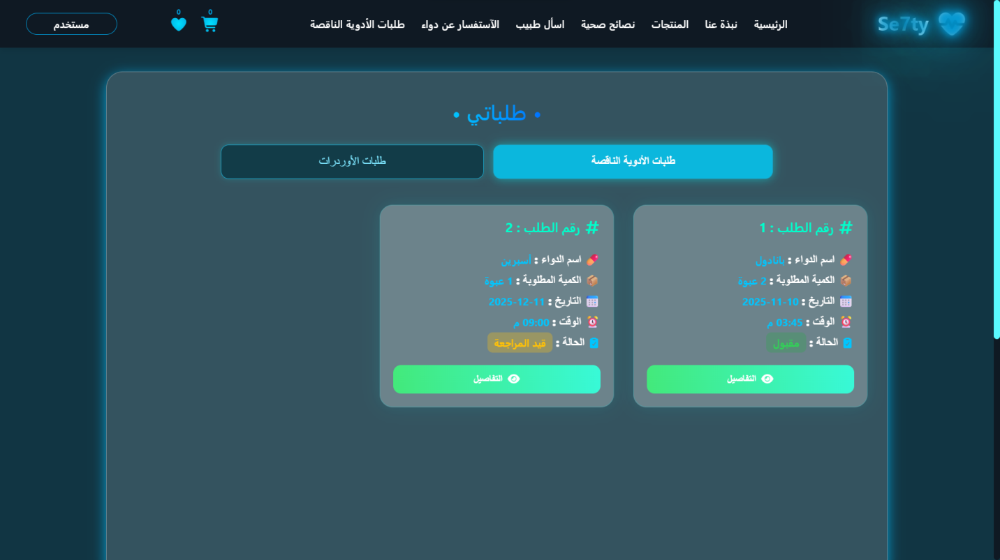 Se7ty
الرئيسية
نبذة عنا
المنتجات
نصائح صحية
اسأل طبيب
الآستفسار عن دواء
طلبات الأدوية الناقصة
0
0
مستخدم
• طلباتي •
طلبات الأدوية الناقصة
طلبات الأوردرات
# رقم الطلب : 1
اسم الدواء : بانادول
الكمية المطلوبة : 2 عبوة
التاريخ : 10-11-2025
الوقت : 03:45 م
الحالة : مقبول
التفاصيل
# رقم الطلب : 2
اسم الدواء : أسبرين
الكمية المطلوبة : 1 عبوة
التاريخ : 11-12-2025
الوقت : 09:00 م
الحالة : قيد المراجعة
التفاصيل